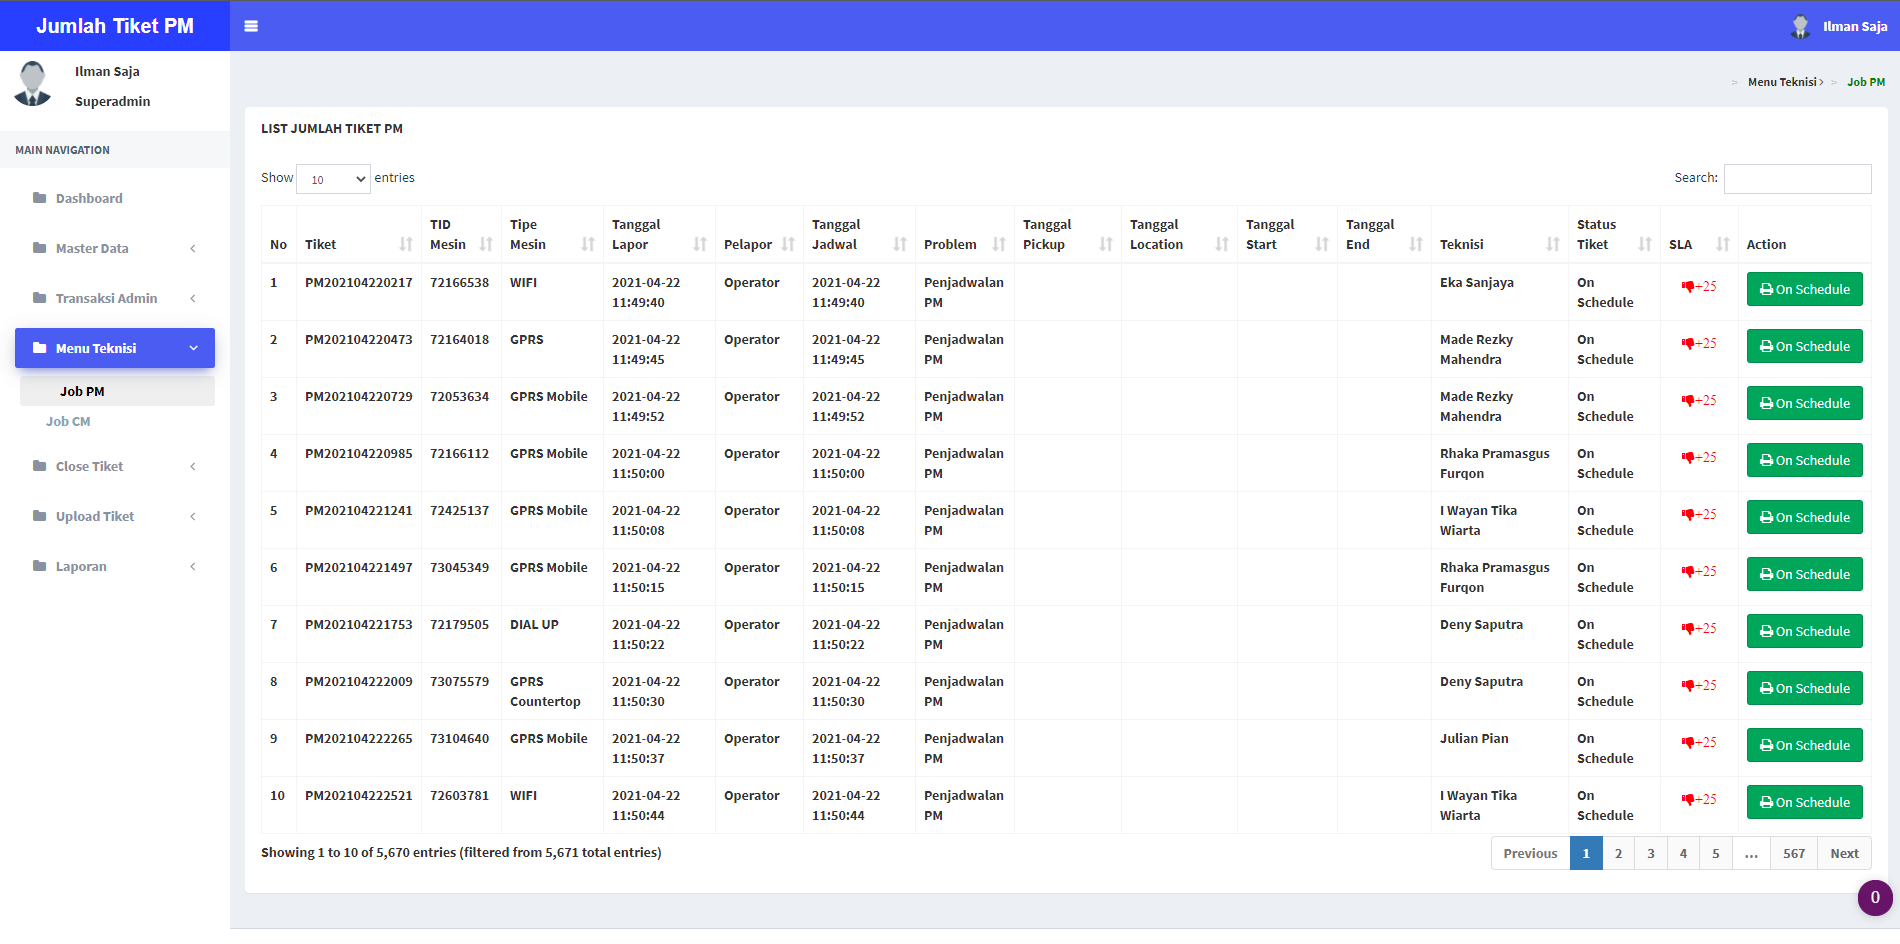 Jumlah Tiket PM
Ilman Saja
Ilman Saja
Superadmin
> Menu Teknisi > Job PM
MAIN NAVIGATION
Dashboard
Master Data
Transaksi Admin
Menu Teknisi
Job PM
Job CM
Close Tiket
Upload Tiket
Laporan
LIST JUMLAH TIKET PM
Show 10 entries
Search:
No Tiket TID Mesin Tipe Mesin Tanggal Lapor Pelapor Tanggal Jadwal Problem Tanggal Pickup Tanggal Location Tanggal Start Tanggal End Teknisi Status Tiket SLA Action
1 PM202104220217 72166538 WIFI 2021-04-22 11:49:40 Operator 2021-04-22 11:49:40 Penjadwalan PM Eka Sanjaya On Schedule +25 On Schedule
2 PM202104220473 72164018 GPRS 2021-04-22 11:49:45 Operator 2021-04-22 11:49:45 Penjadwalan PM Made Rezky Mahendra On Schedule +25 On Schedule
3 PM202104220729 72053634 GPRS Mobile 2021-04-22 11:49:52 Operator 2021-04-22 11:49:52 Penjadwalan PM Made Rezky Mahendra On Schedule +25 On Schedule
4 PM202104220985 72166112 GPRS Mobile 2021-04-22 11:50:00 Operator 2021-04-22 11:50:00 Penjadwalan PM Rhaka Pramasgus Furqon On Schedule +25 On Schedule
5 PM202104221241 72425137 GPRS Mobile 2021-04-22 11:50:08 Operator 2021-04-22 11:50:08 Penjadwalan PM I Wayan Tika Wiarta On Schedule +25 On Schedule
6 PM202104221497 73045349 GPRS Mobile 2021-04-22 11:50:15 Operator 2021-04-22 11:50:15 Penjadwalan PM Rhaka Pramasgus Furqon On Schedule +25 On Schedule
7 PM202104221753 72179505 DIAL UP 2021-04-22 11:50:22 Operator 2021-04-22 11:50:22 Penjadwalan PM Deny Saputra On Schedule +25 On Schedule
8 PM202104222009 73075579 GPRS Countertop 2021-04-22 11:50:30 Operator 2021-04-22 11:50:30 Penjadwalan PM Deny Saputra On Schedule +25 On Schedule
9 PM202104222265 73104640 GPRS Mobile 2021-04-22 11:50:37 Operator 2021-04-22 11:50:37 Penjadwalan PM Julian Pian On Schedule +25 On Schedule
10 PM202104222521 72603781 WIFI 2021-04-22 11:50:44 Operator 2021-04-22 11:50:44 Penjadwalan PM I Wayan Tika Wiarta On Schedule +25 On Schedule
Showing 1 to 10 of 5,670 entries (filtered from 5,671 total entries)
Previous 1 2 3 4 5 ... 567 Next
0